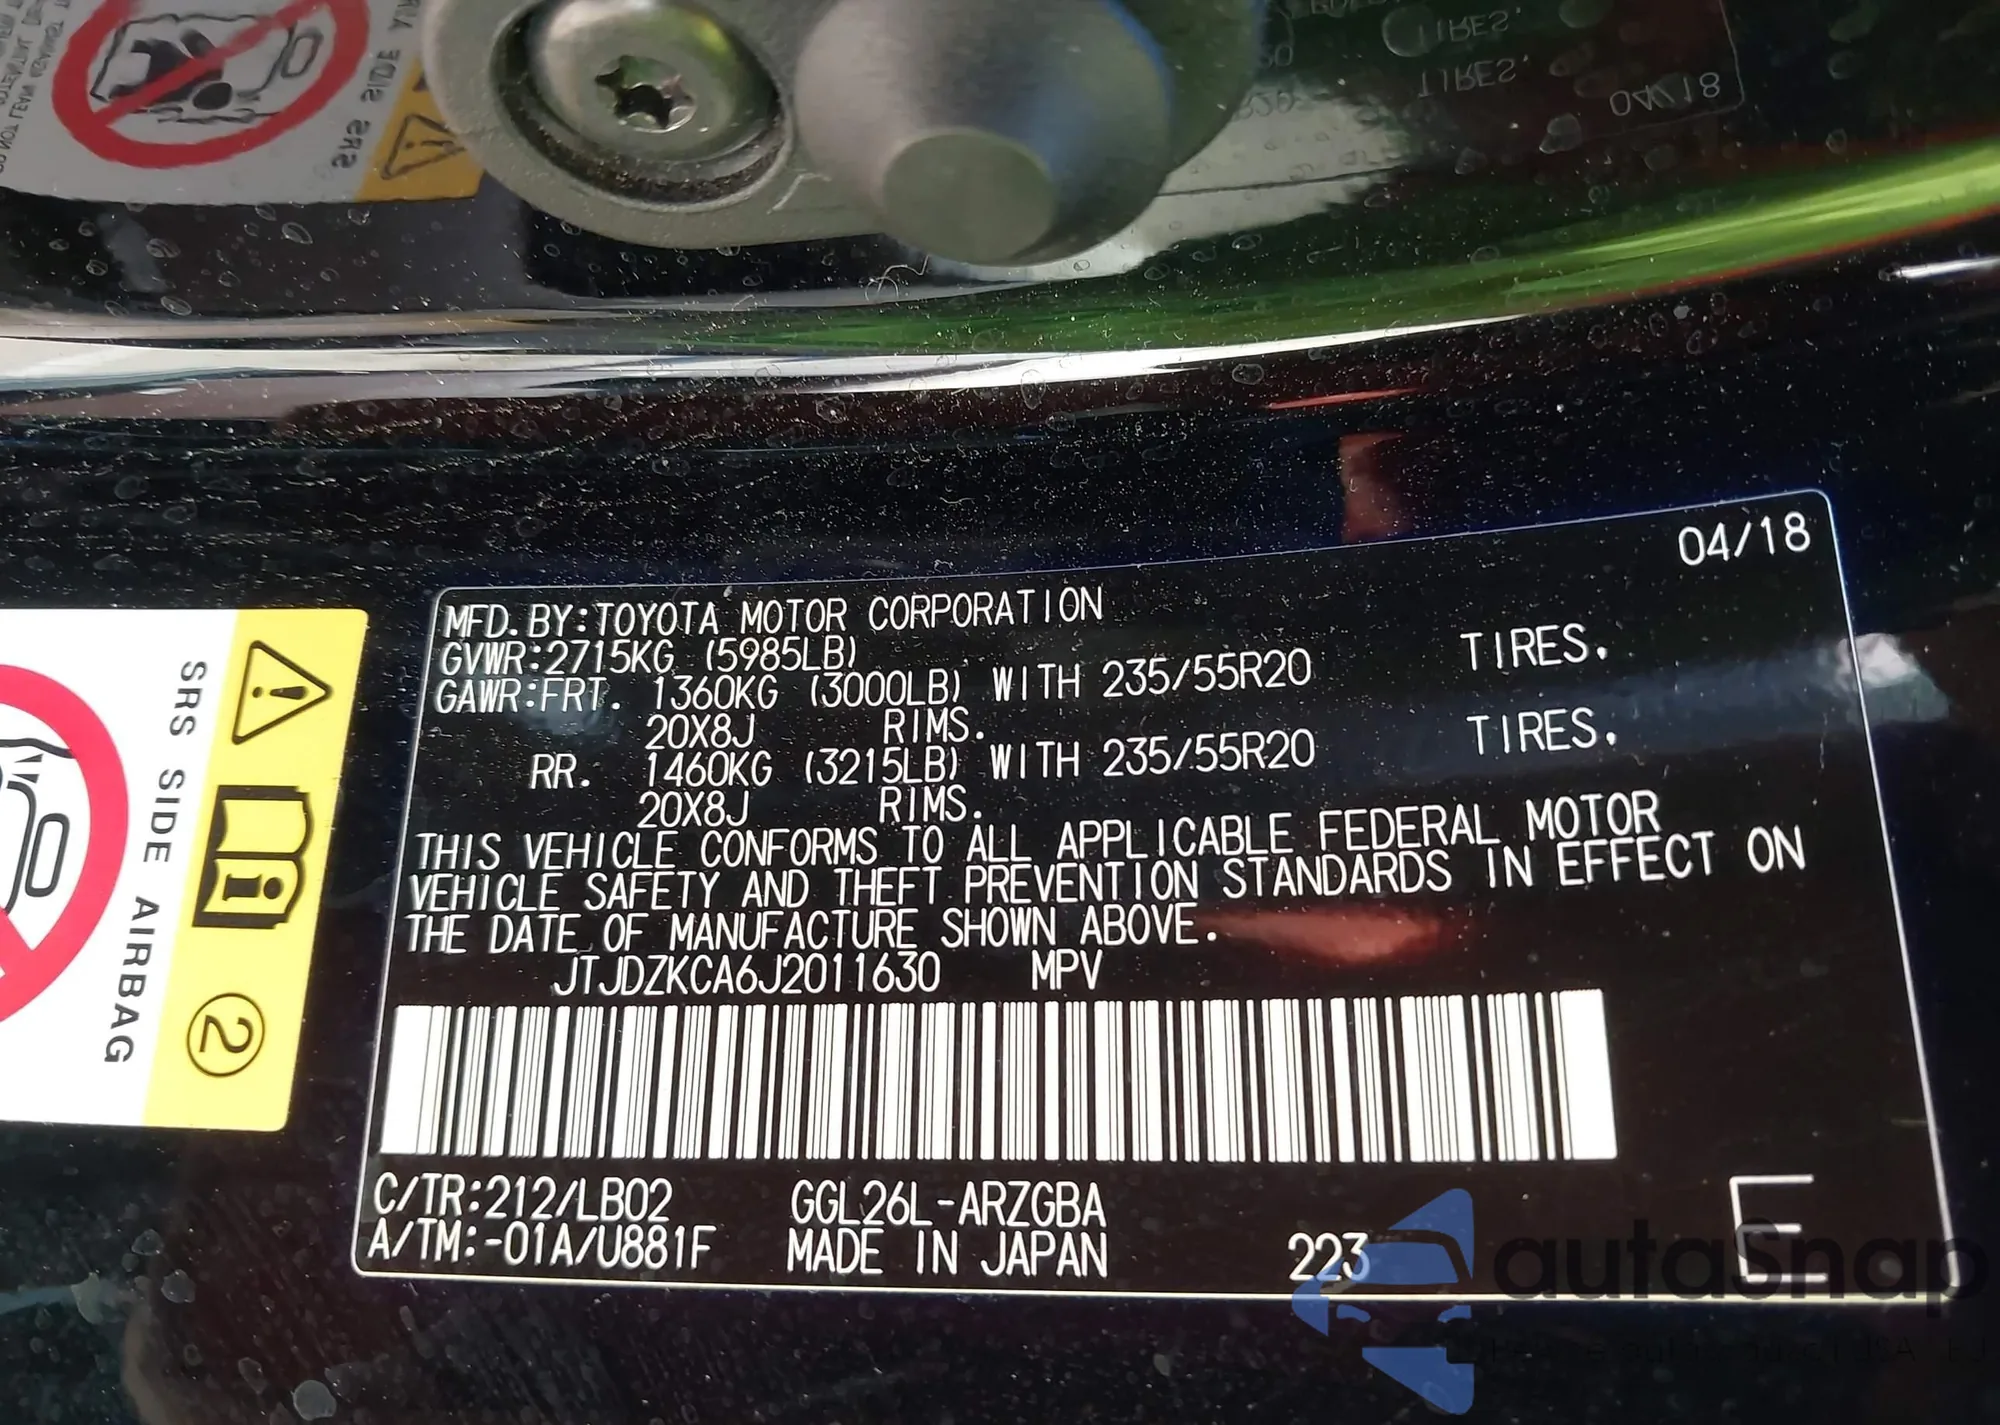 SRS SIDE AIRBAG
2
04/18
MFD.BY:TOYOTA MOTOR CORPORATION
GVWR:2715KG (5985LB)
GAWR:FRT. 1360KG (3000LB) WITH 235/55R20 TIRES.
20X8J RIMS.
RR. 1460KG (3215LB) WITH 235/55R20 TIRES.
20X8J RIMS.
THIS VEHICLE CONFORMS TO ALL APPLICABLE FEDERAL MOTOR
VEHICLE SAFETY AND THEFT PREVENTION STANDARDS IN EFFECT ON
THE DATE OF MANUFACTURE SHOWN ABOVE.
JTJDZKCA6J2011630 MPV
C/TR:212/LB02 GGL26L-ARZGBA
A/TM:-01A/U881F MADE IN JAPAN 223 E
autaSnap